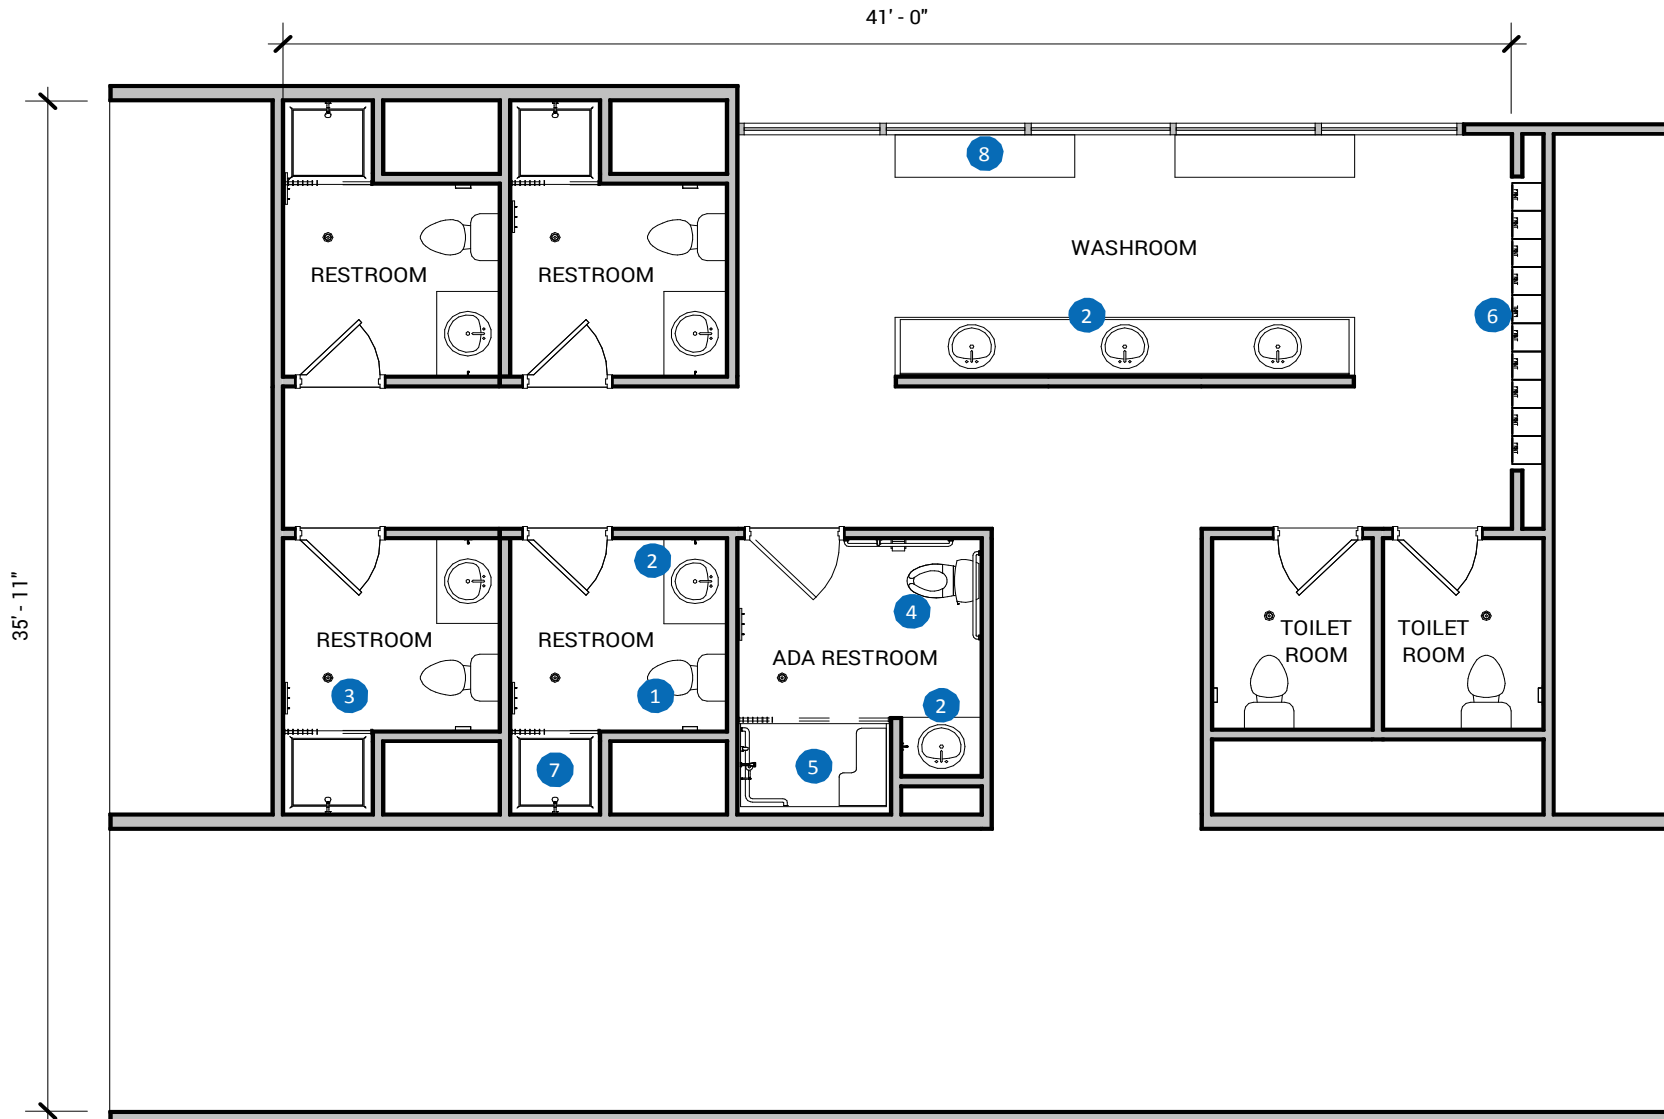 41' - 0"
8
WASHROOM
RESTROOM
RESTROOM
2
6
35' - 11"
2
4
RESTROOM
RESTROOM
ADA RESTROOM
TOILET
ROOM
TOILET
ROOM
3
1
2
7
5